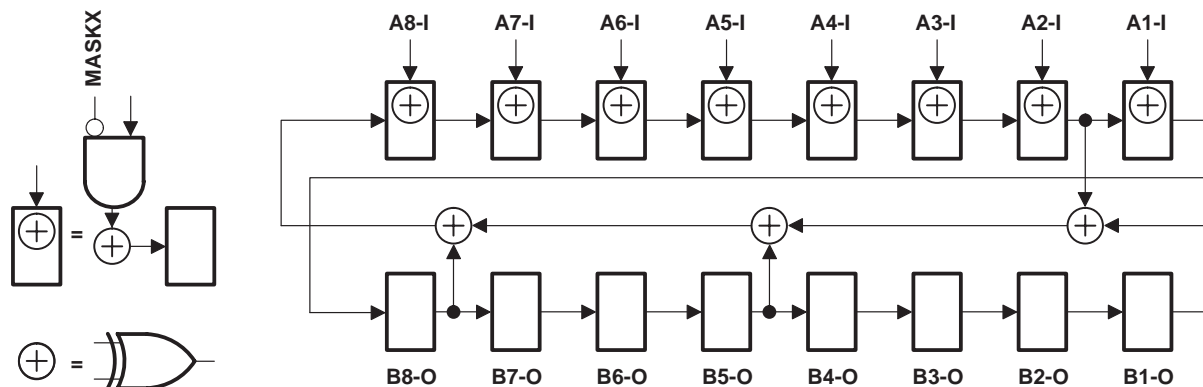 MASKX
A8-I A7-I A6-I A5-I A4-I A3-I A2-I A1-I
=
=
B8-O B7-O B6-O B5-O B4-O B3-O B2-O B1-O